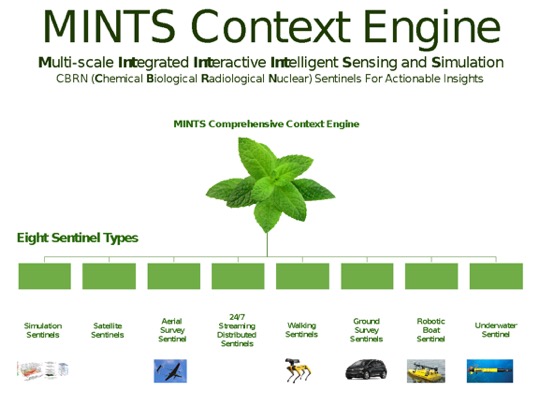 MINTS Context Engine
Multi-scale Integrated Interactive Intelligent Sensing and Simulation
CBRN (Chemical Biological Radiological Nuclear) Sentinels For Actionable Insights
MINTS Comprehensive Context Engine
Eight Sentinel Types
Simulation
Sentinels
Satellite
Sentinels
Aerial
Survey
Sentinel
24/7
Streaming
Distributed
Sentinels
Walking
Sentinels
Ground
Survey
Sentinels
Robotic
Boat
Sentinel
Underwater
Sentinel